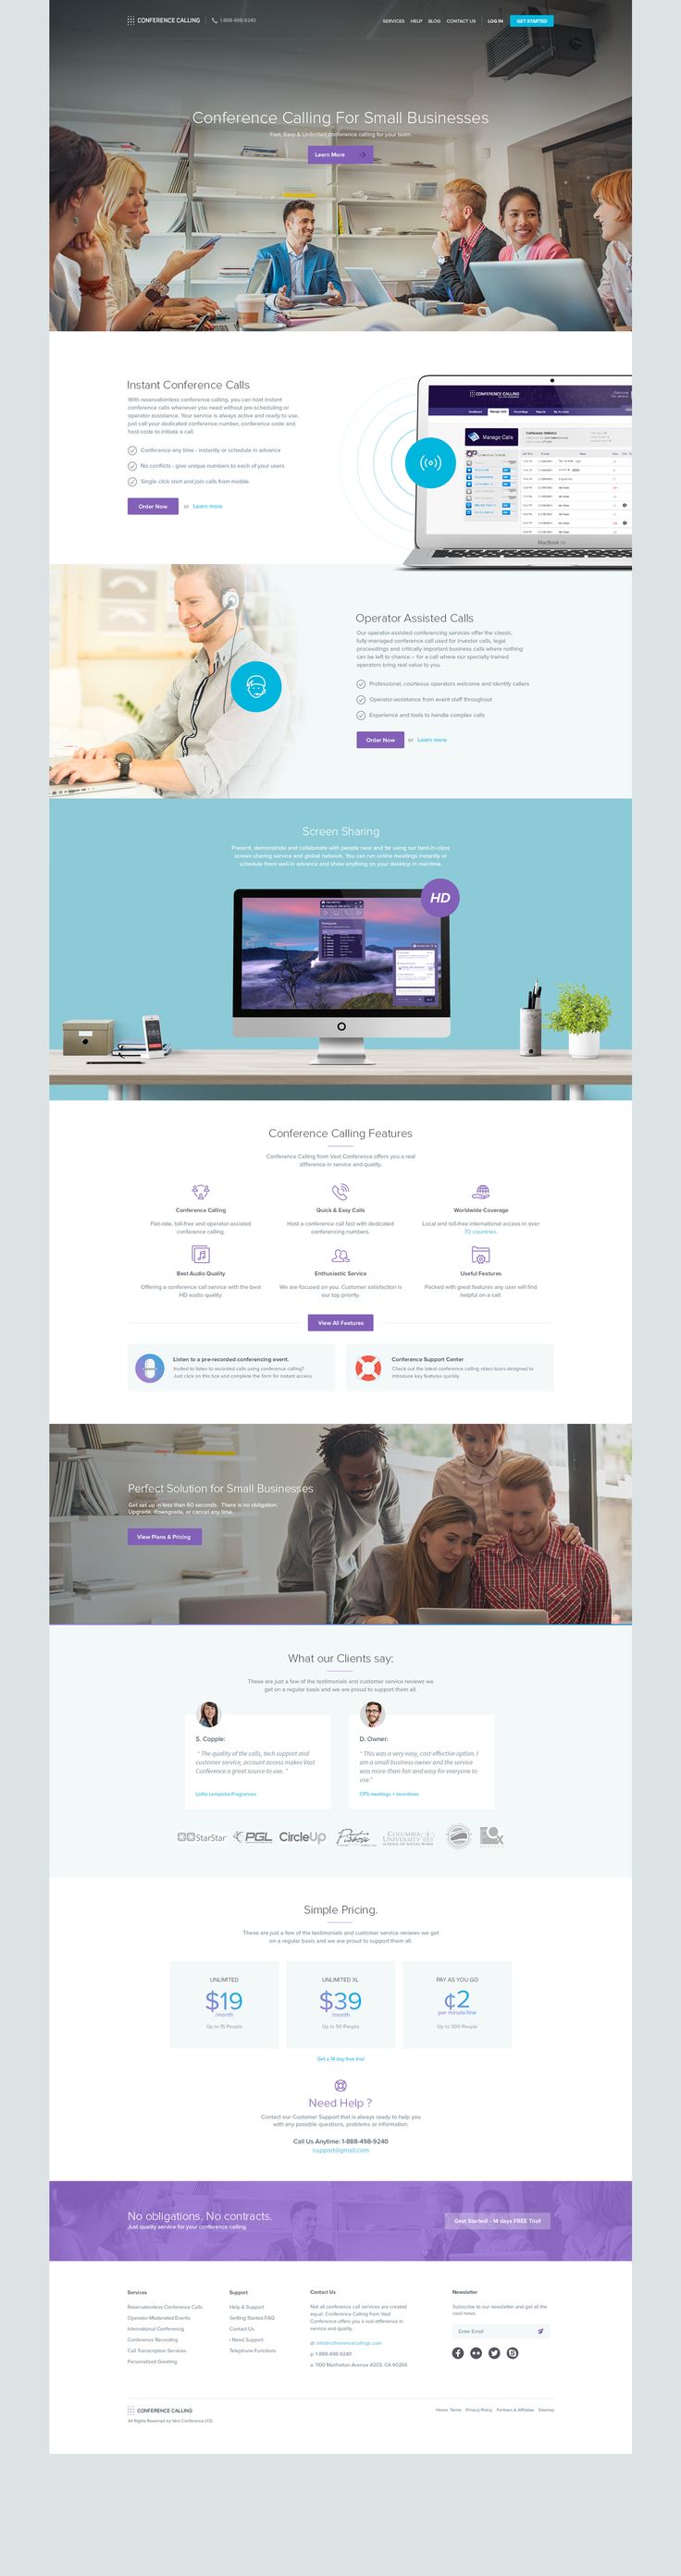 CONFERENCE CALLING
1-888-498-9240
SERVICES HELP BLOG CONTACT US LOG IN GET STARTED
Conference Calling For Small Businesses
Fast, Easy & Unlimited conference calling for your team.
Learn More
Instant Conference Calls
With reservationless conference calling, you can host instant
conference calls whenever you need without pre-scheduling or
operator assistance. Your service is always active and ready to use,
just call your dedicated conference number, conference code and
host code to initiate a call.
Conference any time - instantly or schedule in advance
No conflicts - give unique numbers to each of your users
Single click start and join calls from mobile
Order Now or Learn more
CONFERENCE CALLING
Manage Calls
MacBook Air
Operator Assisted Calls
Our operator-assisted conferencing services offer the classic,
fully-managed conference call used for investor calls, legal
proceedings and critically important business calls where nothing
can be left to chance – for a call where our specially trained
operators bring real value to you.
Professional, courteous operators welcome and identify callers
Operator-assistance from event staff throughout
Experience and tools to handle complex calls
Order Now or Learn more
Screen Sharing
Present, demonstrate and collaborate with people near and far using our best-in-class
screen sharing service and global network. You can run online meetings instantly or
schedule them well in advance and show anything on your desktop in real-time.
HD
Conference Calling Features
Conference Calling from Vast Conference offers you a real
difference in service and quality.
Conference Calling
Flat-rate, toll-free and operator-assisted
conference calling.
Quick & Easy Calls
Host a conference call fast with dedicated
conferencing numbers.
Worldwide Coverage
Local and toll-free international access in over
70 countries.
Best Audio Quality
Offering a conference call service with the best
HD audio quality.
Enthusiastic Service
We are focused on you. Customer satisfaction is
our top priority.
Useful Features
Packed with great features any user will find
helpful on a call.
View All Features
Listen to a pre-recorded conferencing event.
Invited to listen to recorded calls using conference calling?
Just click on this box and complete the form for instant access.
Conference Support Center
Check out the latest conference calling video tours designed to
introduce key features quickly.
Perfect Solution for Small Businesses
Get set up in less than 60 seconds. There is no obligation.
Upgrade, downgrade, or cancel any time.
View Plans & Pricing
What our Clients say:
These are just a few of the testimonials and customer service reviews we
get on a regular basis and we are proud to support them all.
S. Copple:
" The quality of the calls, tech support and
customer service, account access makes Vast
Conference a great source to use. "
Lolita Lempicka Fragrances
D. Owner:
" This was a very easy, cost-effective option. I
am a small business owner and the service
was more-than-fair and easy for everyone to
use."
CPS meetings + incentives
StarStar
PGL
CircleUp
COLUMBIA
UNIVERSITY
SCHOOL OF SOCIAL WORK
Simple Pricing.
These are just a few of the testimonials and customer service reviews we get
on a regular basis and we are proud to support them all.
UNLIMITED
$19
/month
Up to 15 People
UNLIMITED XL
$39
/month
Up to 50 People
PAY AS YOU GO
¢2
per minute/line
Up to 300 People
Get a 14 day free trial
Need Help ?
Contact our Customer Support that is always ready to help you
with any possible questions, problems or information.
Call Us Anytime: 1-888-498-9240
support@gmail.com
No obligations. No contracts.
Just quality service for your conference calling.
Gest Started! - 14 days FREE Trial!
Services
Reservationless Conference Calls
Operator-Moderated Events
International Conferencing
Conference Recording
Call Transcription Services
Personalized Greeting
Support
Help & Support
Getting Started FAQ
Contact Us
I Need Support
Telephone Functions
Contact Us
Not all conference call services are created
equal. Conference Calling from Vast
Conference offers you a real difference in
service and quality.
p: 1-888-498-9240
a. 1100 Manhattan Avenue #203, CA 90266
Newsletter
Subscribe to our newsletter and get all the
cool news.
Enter Email
CONFERENCE CALLING
All Rights Reserved by Vast Conference LTD.
Home Terms Privacy Policy Partners & Affiliates Sitemap